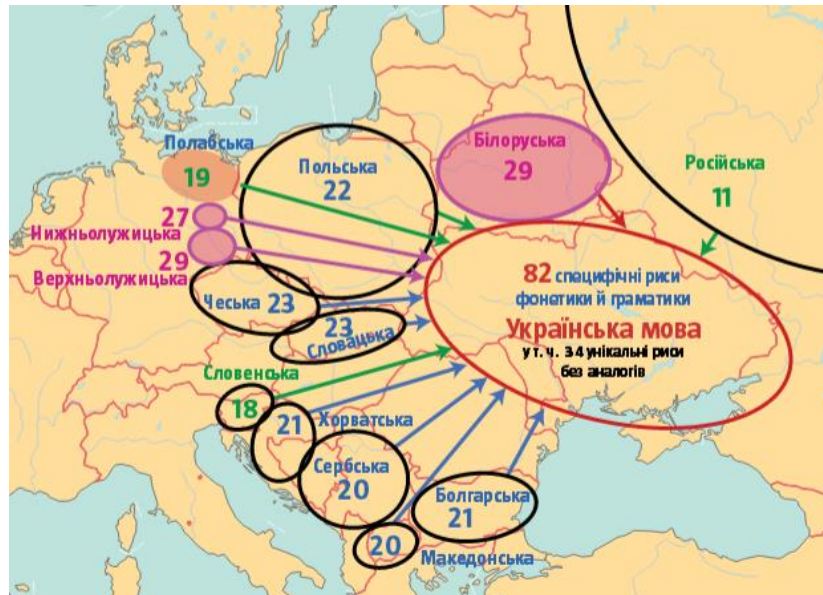 Полабська
19
Польська
22
Білоруська
29
Російська
11
27
Нижньолужицька
29
Верхньолужицька
Чеська 23
23
Словацька
82 специфічні риси
фонетики й граматики
Українська мова
у т. ч. 34 унікальні риси
без аналогів
Словенська
18
21
Хорватська
Сербська
20
Болгарська
21
20
Македонська